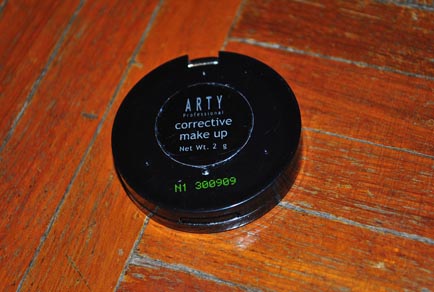 ARTY
Professional
corrective
make up
Net Wt. 2 g
N1 300909